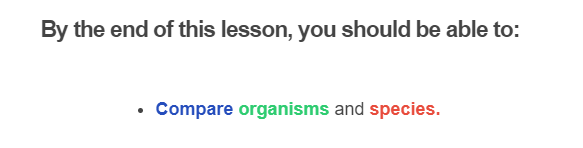 By the end of this lesson, you should be able to:
• Compare organisms and species.